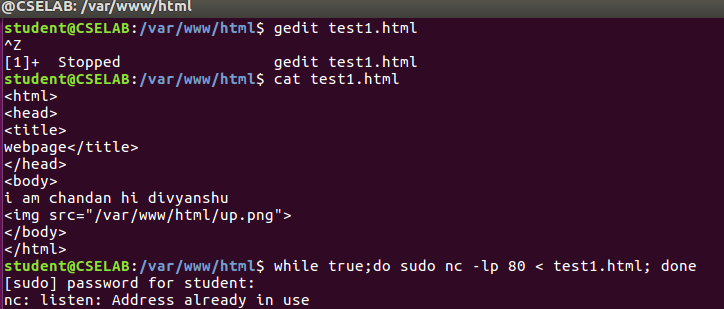 @CSELAB: /var/www/html
student@CSELAB:/var/www/html$ gedit test1.html
^Z
[1]+  Stopped                 gedit test1.html
student@CSELAB:/var/www/html$ cat test1.html
<html>
<head>
<title>
webpage</title>
</head>
<body>
i am chandan hi divyanshu
<img src="/var/www/html/up.png">
</body>
</html>
student@CSELAB:/var/www/html$ while true;do sudo nc -lp 80 < test1.html; done
[sudo] password for student:
nc: listen: Address already in use